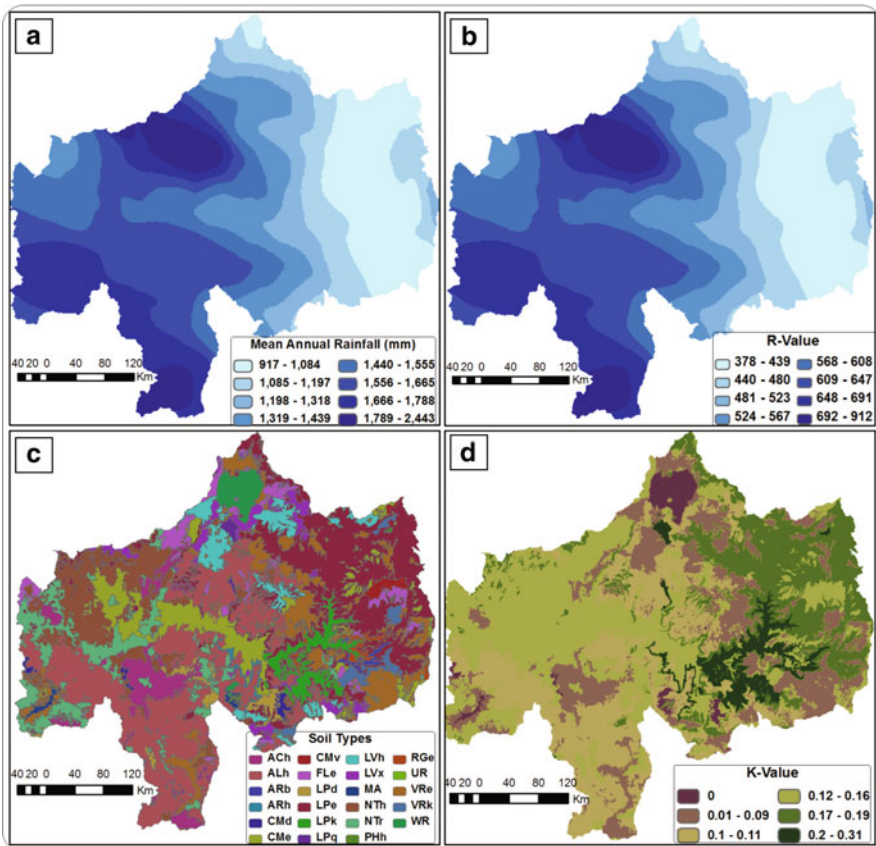 a
Mean Annual Rainfall (mm)
917 - 1,084
1,085 - 1,197
1,198 - 1,318
1,319 - 1,439
1,440 - 1,555
1,556 - 1,665
1,666 - 1,788
1,789 - 2,443
40 20 0 40 80 120
Km
b
R-Value
378 - 439
440 - 480
481 - 523
524 - 567
568 - 608
609 - 647
648 - 691
692 - 912
40 20 0 40 80 120
Km
c
Soil Types
ACh
ALh
ARb
ARh
CMd
CMe
CMv
FLe
LPd
LPe
LPk
LPq
LVh
LVx
MA
NTh
NTr
PHh
RGe
UR
VRe
VRk
WR
40 20 0 40 80 120
Km
d
K-Value
0
0.01 - 0.09
0.1 - 0.11
0.12 - 0.16
0.17 - 0.19
0.2 - 0.31
40 20 0 40 80 120
Km